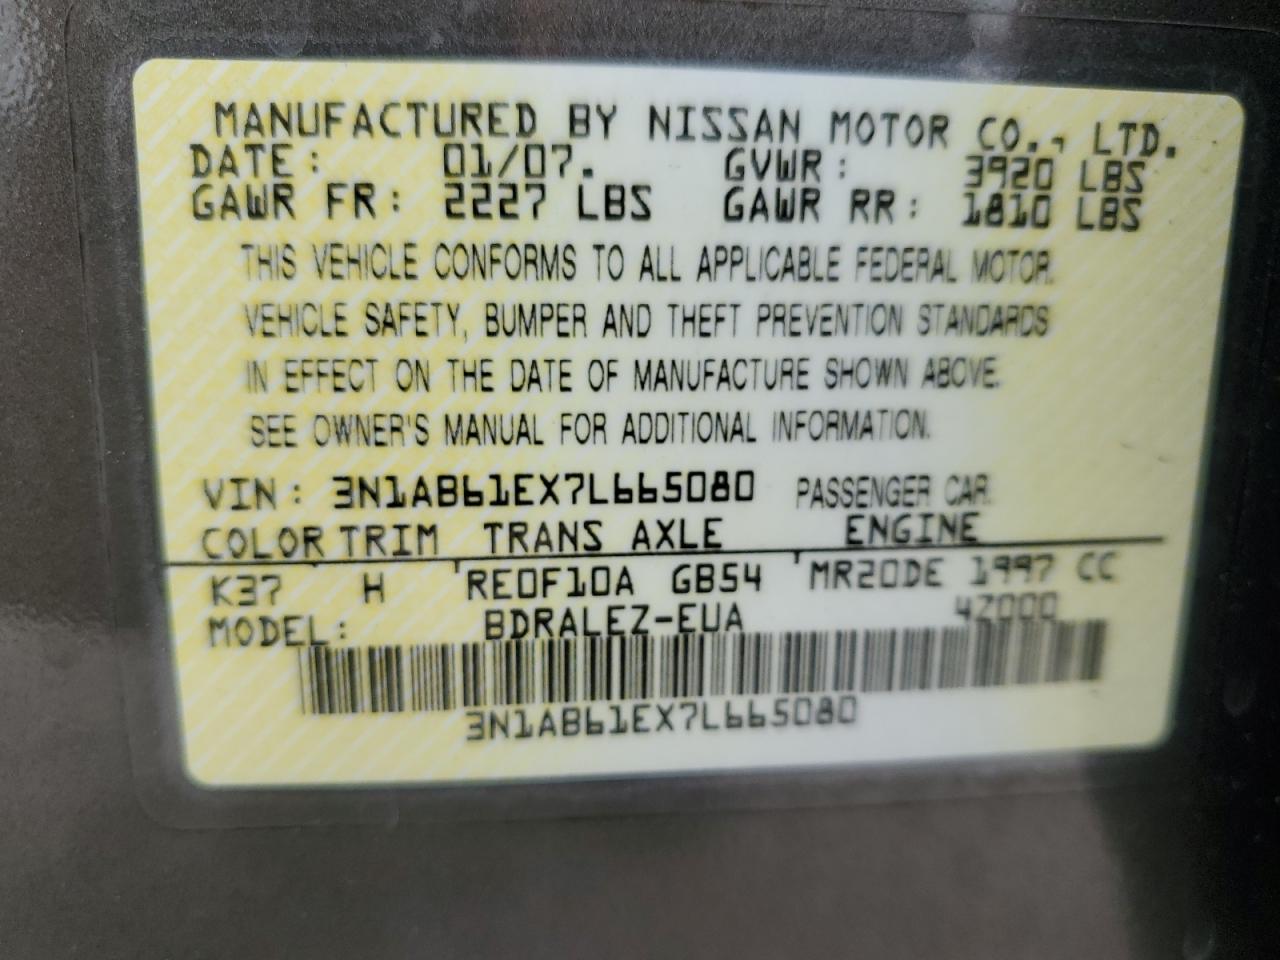 MANUFACTURED BY NISSAN MOTOR CO., LTD.
DATE: 01/07. GVWR: 3920 LBS
GAWR FR: 2227 LBS GAWR RR: 1810 LBS
THIS VEHICLE CONFORMS TO ALL APPLICABLE FEDERAL MOTOR
VEHICLE SAFETY, BUMPER AND THEFT PREVENTION STANDARDS
IN EFFECT ON THE DATE OF MANUFACTURE SHOWN ABOVE.
SEE OWNER'S MANUAL FOR ADDITIONAL INFORMATION.
VIN: 3N1AB61EX7L665080 PASSENGER CAR
COLOR TRIM TRANS AXLE ENGINE
K37 H RE0F10A GB54 MR20DE 1997 CC
MODEL: BDRALEZ-EUA 4Z000
3N1AB61EX7L665080